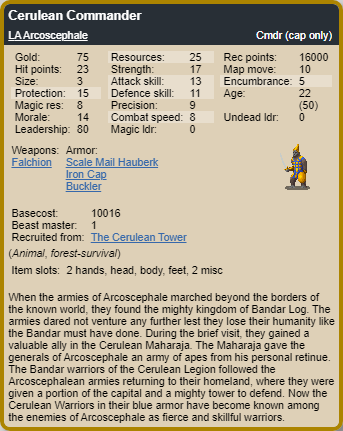 Cerulean Commander
LA Arcoscephale Cmdr (cap only)
Gold: 75 Resources: 25 Rec points: 16000
Hit points: 23 Strength: 17 Map move: 10
Size: 3 Attack skill: 13 Encumbrance: 5
Protection: 15 Defence skill: 11 Age: 22
Magic res: 8 Precision: 9 (50)
Morale: 14 Combat speed: 8 Undead ldr: 0
Leadership: 80 Magic ldr: 0
Weapons: Armor:
Falchion Scale Mail Hauberk
Iron Cap
Buckler
Basecost: 10016
Beast master: 1
Recruited from: The Cerulean Tower
(Animal, forest-survival)
Item slots: 2 hands, head, body, feet, 2 misc
When the armies of Arcoscephale marched beyond the borders of
the known world, they found the mighty kingdom of Bandar Log. The
armies dared not venture any further lest they lose their humanity like
the Bandar must have done. During the brief visit, they gained a
valuable ally in the Cerulean Maharaja. The Maharaja gave the
generals of Arcoscephale an army of apes from his personal retinue.
The Bandar warriors of the Cerulean Legion followed the
Arcoscephalean armies returning to their homeland, where they were
given a portion of the capital and a mighty tower to defend. Now the
Cerulean Warriors in their blue armor have become known among
the enemies of Arcoscephale as fierce and skillful warriors.